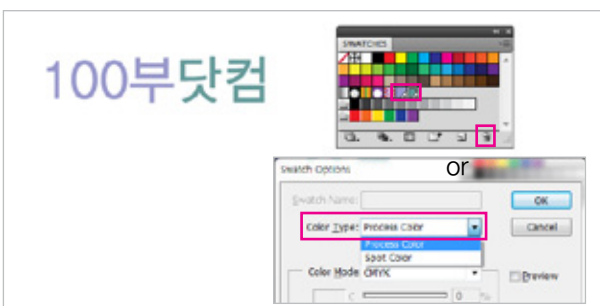 100부닷컴
SWATCHES
or
Swatch Options
Swatch Name:
OK
Color Type: Process Color
Cancel
Process Color
Spot Color
Color Mode CMYK
Preview
C 0 %